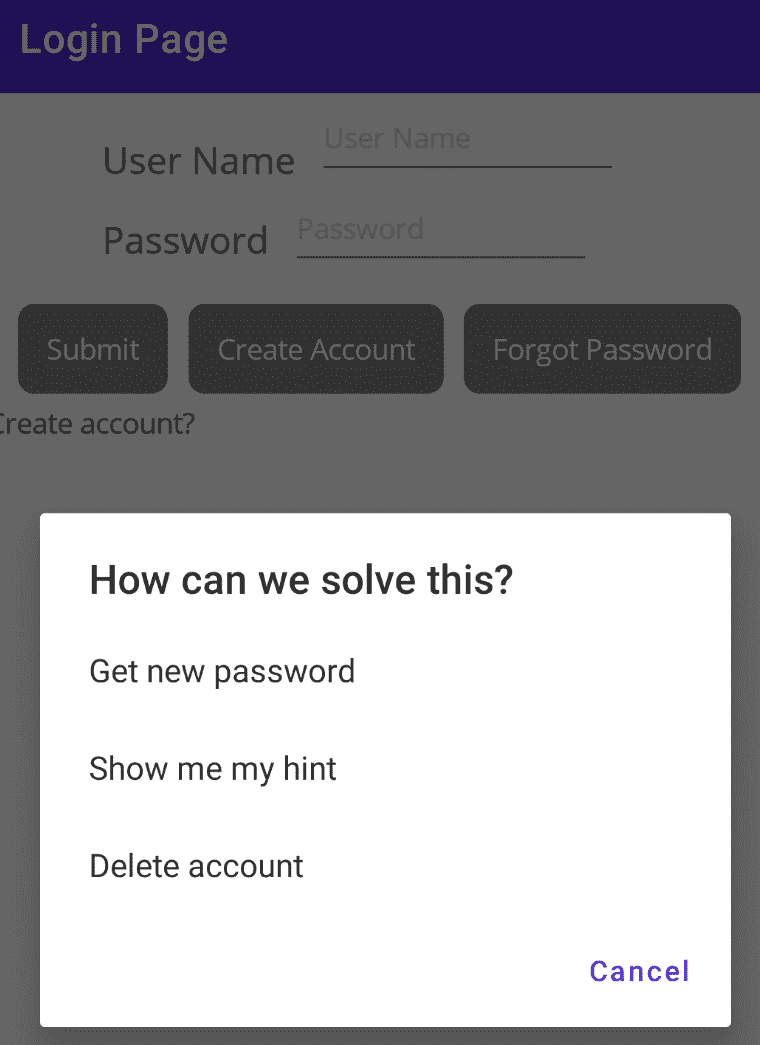 Login Page
User Name User Name
Password Password
Submit Create Account Forgot Password
Create account?
How can we solve this?
Get new password
Show me my hint
Delete account
Cancel